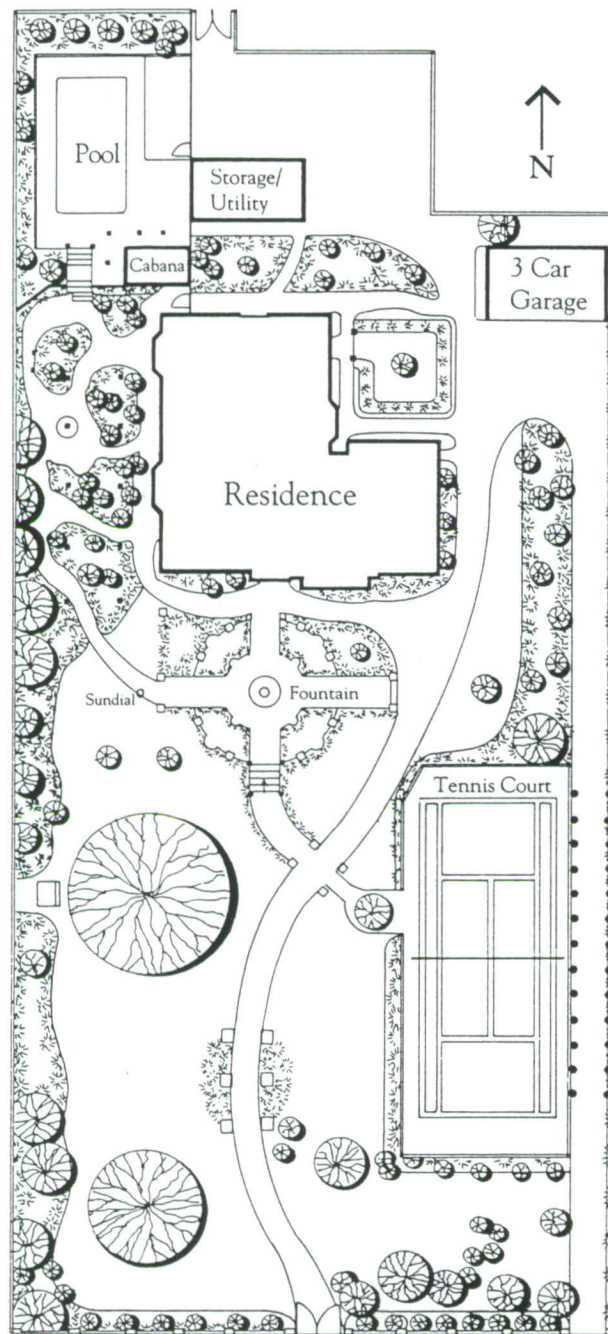 Pool
N
Storage/
Utility
Cabana
3 Car
Garage
Residence
Sundial
Fountain
Tennis Court